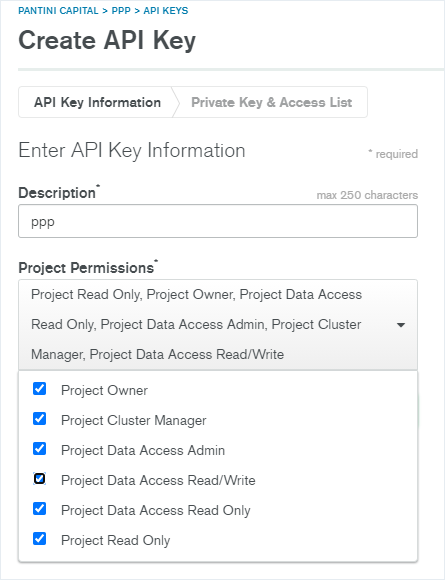 PANTINI CAPITAL > PPP > API KEYS
Create API Key
API Key Information
Private Key & Access List
Enter API Key Information
* required
Description*
max 250 characters
ppp
Project Permissions*
Project Read Only, Project Owner, Project Data Access
Read Only, Project Data Access Admin, Project Cluster
Manager, Project Data Access Read/Write
Project Owner
Project Cluster Manager
Project Data Access Admin
Project Data Access Read/Write
Project Data Access Read Only
Project Read Only